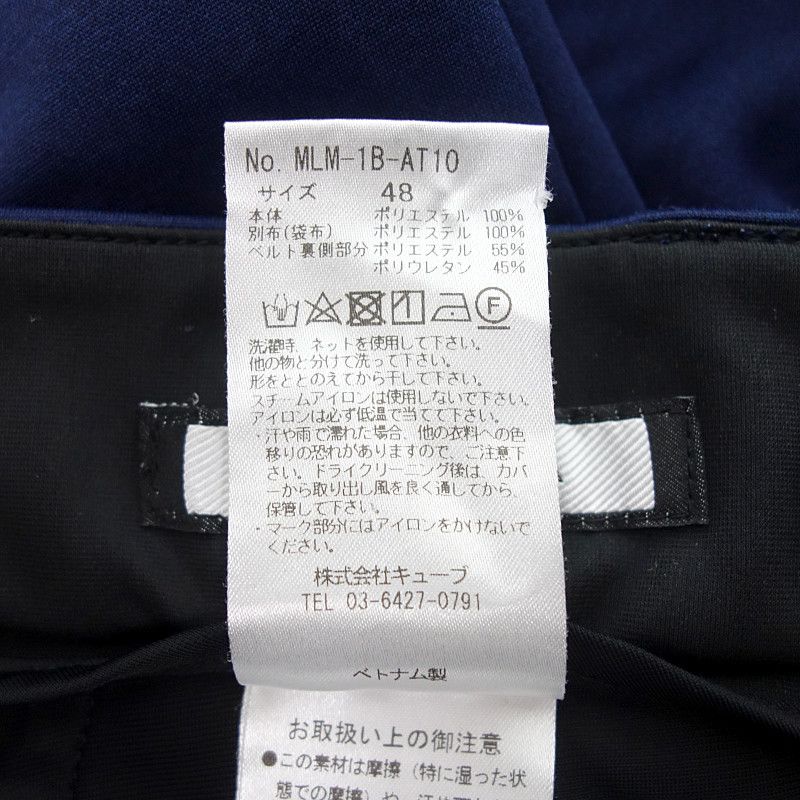 No. MLM-1B-AT10
サイズ 48
本体 ポリエステル 100%
別布(袋布) ポリエステル 100%
ベルト裏側部分 ポリエステル 55%
ポリウレタン 45%
F
洗濯時、ネットを使用して下さい。
他の物と分けて洗って下さい。
形をととのえてから干して下さい。
スチームアイロンは使用しないで下さい。
アイロンは必ず低温で当てて下さい。
・汗や雨で濡れた場合、他の衣料への色
移りの恐れがありますので、ご注意下
さい。ドライクリーニング後は、カバ
ーから取り出し風を良く通してから、
保管して下さい。
・マーク部分にはアイロンをかけないで
ください。
株式会社キューブ
TEL 03-6427-0791
ベトナム製
お取扱い上の御注意
●この素材は摩擦（特に湿った状
態での摩擦）や、汗や雨